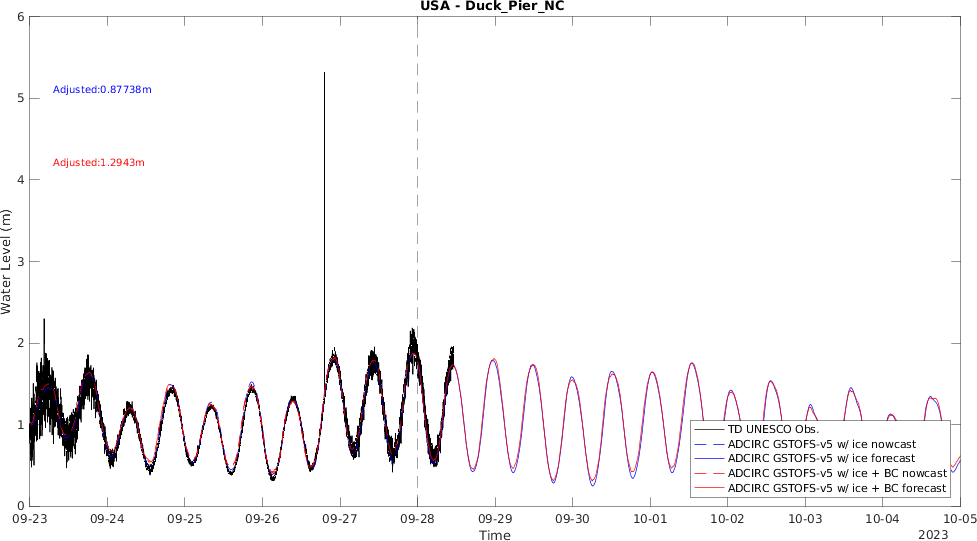 USA - Duck_Pier_NC
6
5
4
3
2
1
0
Water Level (m)
Adjusted:0.87738m
Adjusted:1.2943m
TD UNESCO Obs.
ADCIRC GSTOFS-v5 w/ ice nowcast
ADCIRC GSTOFS-v5 w/ ice forecast
ADCIRC GSTOFS-v5 w/ ice + BC nowcast
ADCIRC GSTOFS-v5 w/ ice + BC forecast
09-23 09-24 09-25 09-26 09-27 09-28 09-29 09-30 10-01 10-02 10-03 10-04 10-05
Time
2023